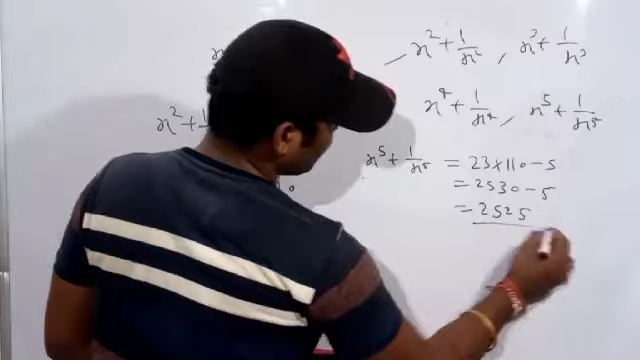 x² + 1/x² , x³ + 1/x³
x⁴ + 1/x⁴ , x⁵ + 1/x⁵
x² + 1
x⁵ + 1/x⁵ = 23 x 110 - 5
= 2530 - 5
= 2525